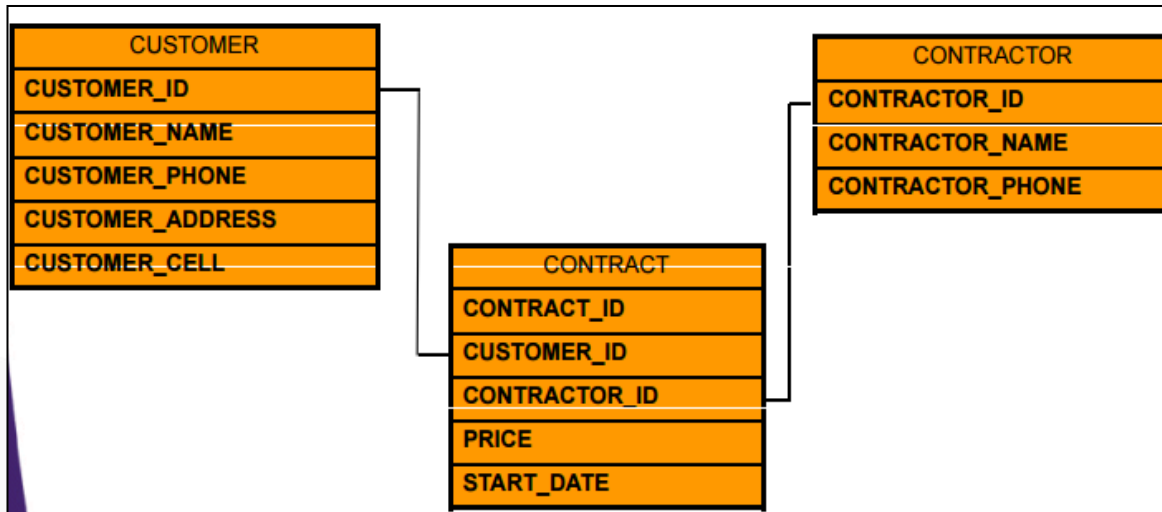 CUSTOMER
CUSTOMER_ID
CUSTOMER_NAME
CUSTOMER_PHONE
CUSTOMER_ADDRESS
CUSTOMER_CELL
CONTRACTOR
CONTRACTOR_ID
CONTRACTOR_NAME
CONTRACTOR_PHONE
CONTRACT
CONTRACT_ID
CUSTOMER_ID
CONTRACTOR_ID
PRICE
START_DATE